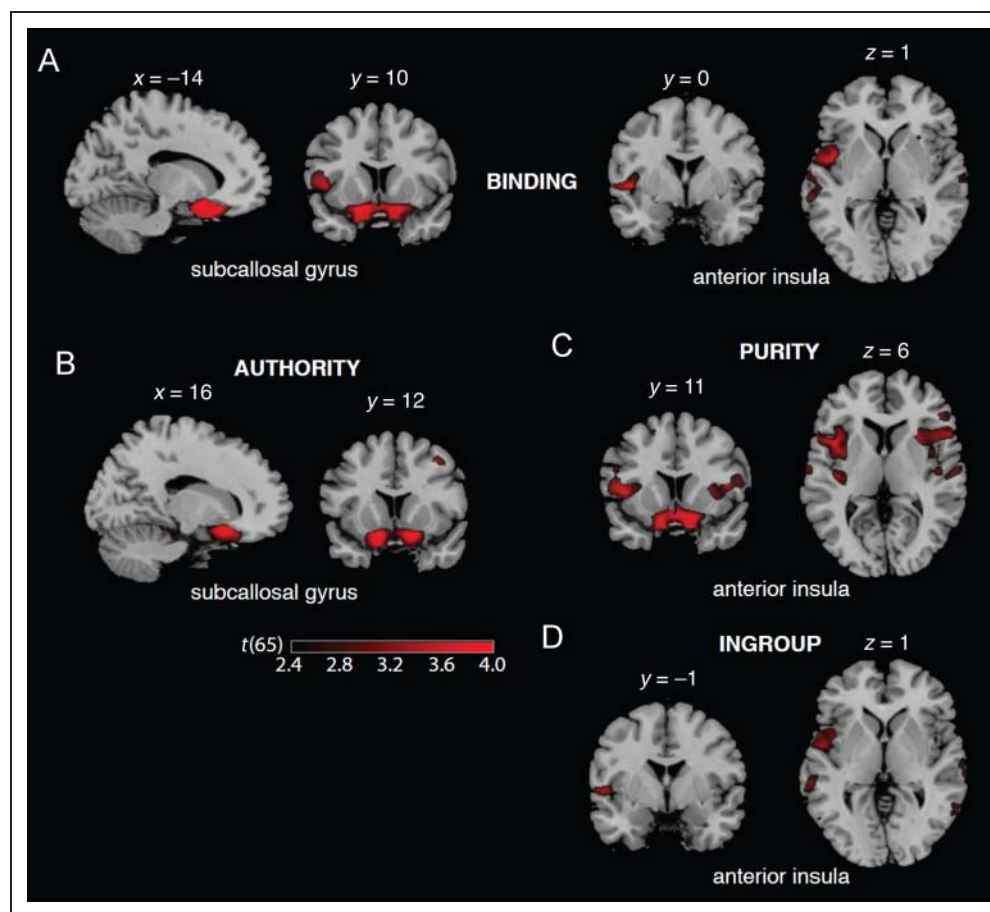 A
x = –14
y = 10
BINDING
y = 0
z = 1
subcallosal gyrus
anterior insula
B
AUTHORITY
x = 16
y = 12
subcallosal gyrus
C
PURITY
y = 11
z = 6
anterior insula
t(65)
2.4 2.8 3.2 3.6 4.0
D
INGROUP
y = –1
z = 1
anterior insula